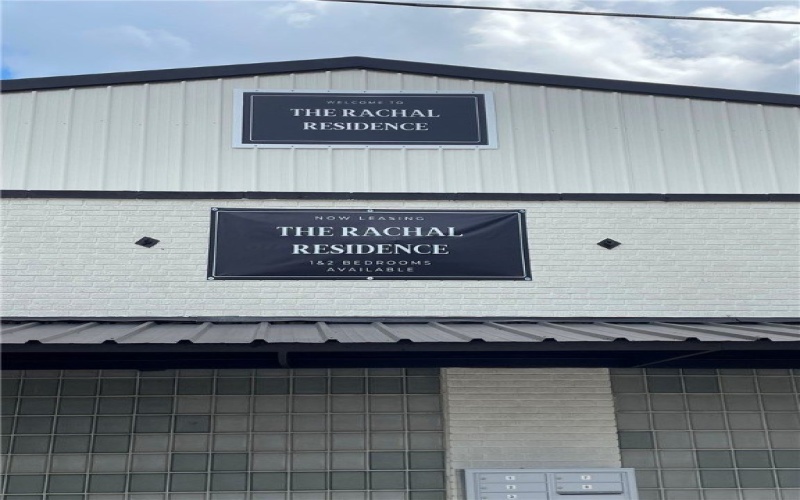 WELCOME TO
THE RACHAL
RESIDENCE
NOW LEASING
THE RACHAL
RESIDENCE
1&2 BEDROOMS
AVAILABLE